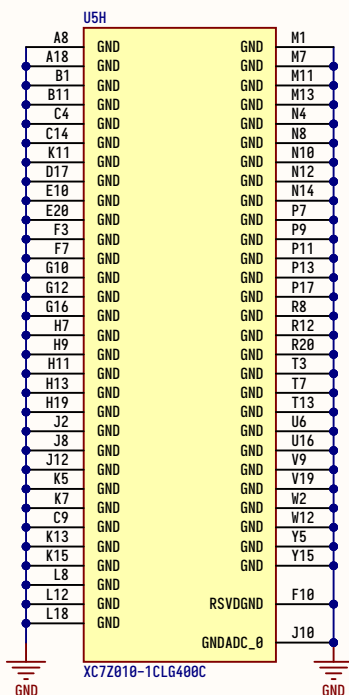 U5H
A8 GND GND M1
A18 GND GND M7
B1 GND GND M11
B11 GND GND M13
C4 GND GND N4
C14 GND GND N8
K11 GND GND N10
D17 GND GND N12
E10 GND GND N14
E20 GND GND P7
F3 GND GND P9
F7 GND GND P11
G10 GND GND P13
G12 GND GND P17
G16 GND GND R8
H7 GND GND R12
H9 GND GND R20
H11 GND GND T3
H13 GND GND T7
H19 GND GND T13
J2 GND GND U6
J8 GND GND U16
J12 GND GND V9
K5 GND GND V19
K7 GND GND W2
C9 GND GND W12
K13 GND GND Y5
K15 GND GND Y15
L8 GND
L12 GND RSVDGND F10
L18 GND
GNDADC_0 J10
XC7Z010-1CLG400C
GND GND